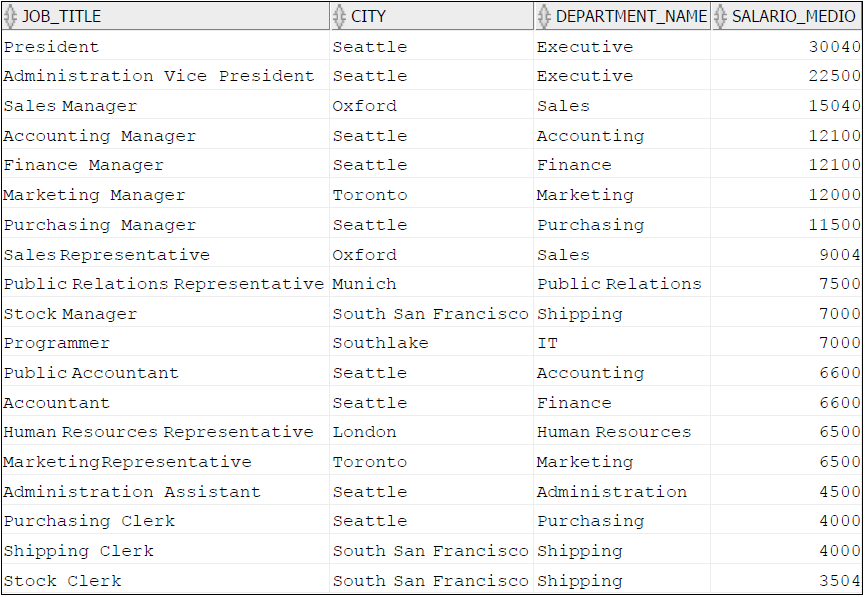 JOB_TITLE CITY DEPARTMENT_NAME SALARIO_MEDIO
President Seattle Executive 30040
Administration Vice President Seattle Executive 22500
Sales Manager Oxford Sales 15040
Accounting Manager Seattle Accounting 12100
Finance Manager Seattle Finance 12100
Marketing Manager Toronto Marketing 12000
Purchasing Manager Seattle Purchasing 11500
Sales Representative Oxford Sales 9004
Public Relations Representative Munich Public Relations 7500
Stock Manager South San Francisco Shipping 7000
Programmer Southlake IT 7000
Public Accountant Seattle Accounting 6600
Accountant Seattle Finance 6600
Human Resources Representative London Human Resources 6500
Marketing Representative Toronto Marketing 6500
Administration Assistant Seattle Administration 4500
Purchasing Clerk Seattle Purchasing 4000
Shipping Clerk South San Francisco Shipping 4000
Stock Clerk South San Francisco Shipping 3504